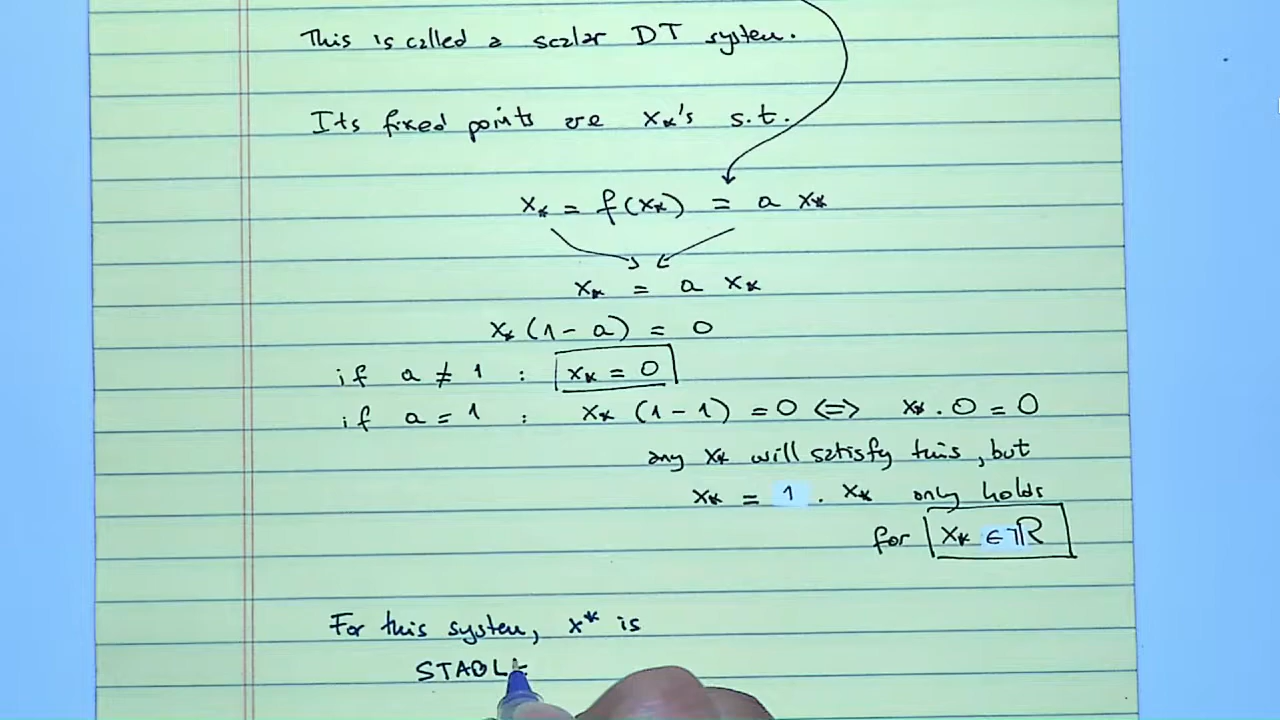 This is called a scalar DT system.
Its fixed points are x*'s s.t.
x* = f(x*) = a x*
x* = a x*
x* (1 - a) = 0
if a ≠ 1 : x* = 0
if a = 1 : x* (1 - 1) = 0 <=> x* . 0 = 0
any x* will satisfy this, but
x* = 1 . x* only holds
for x* ∈ ℝ
For this system, x* is
STABLE